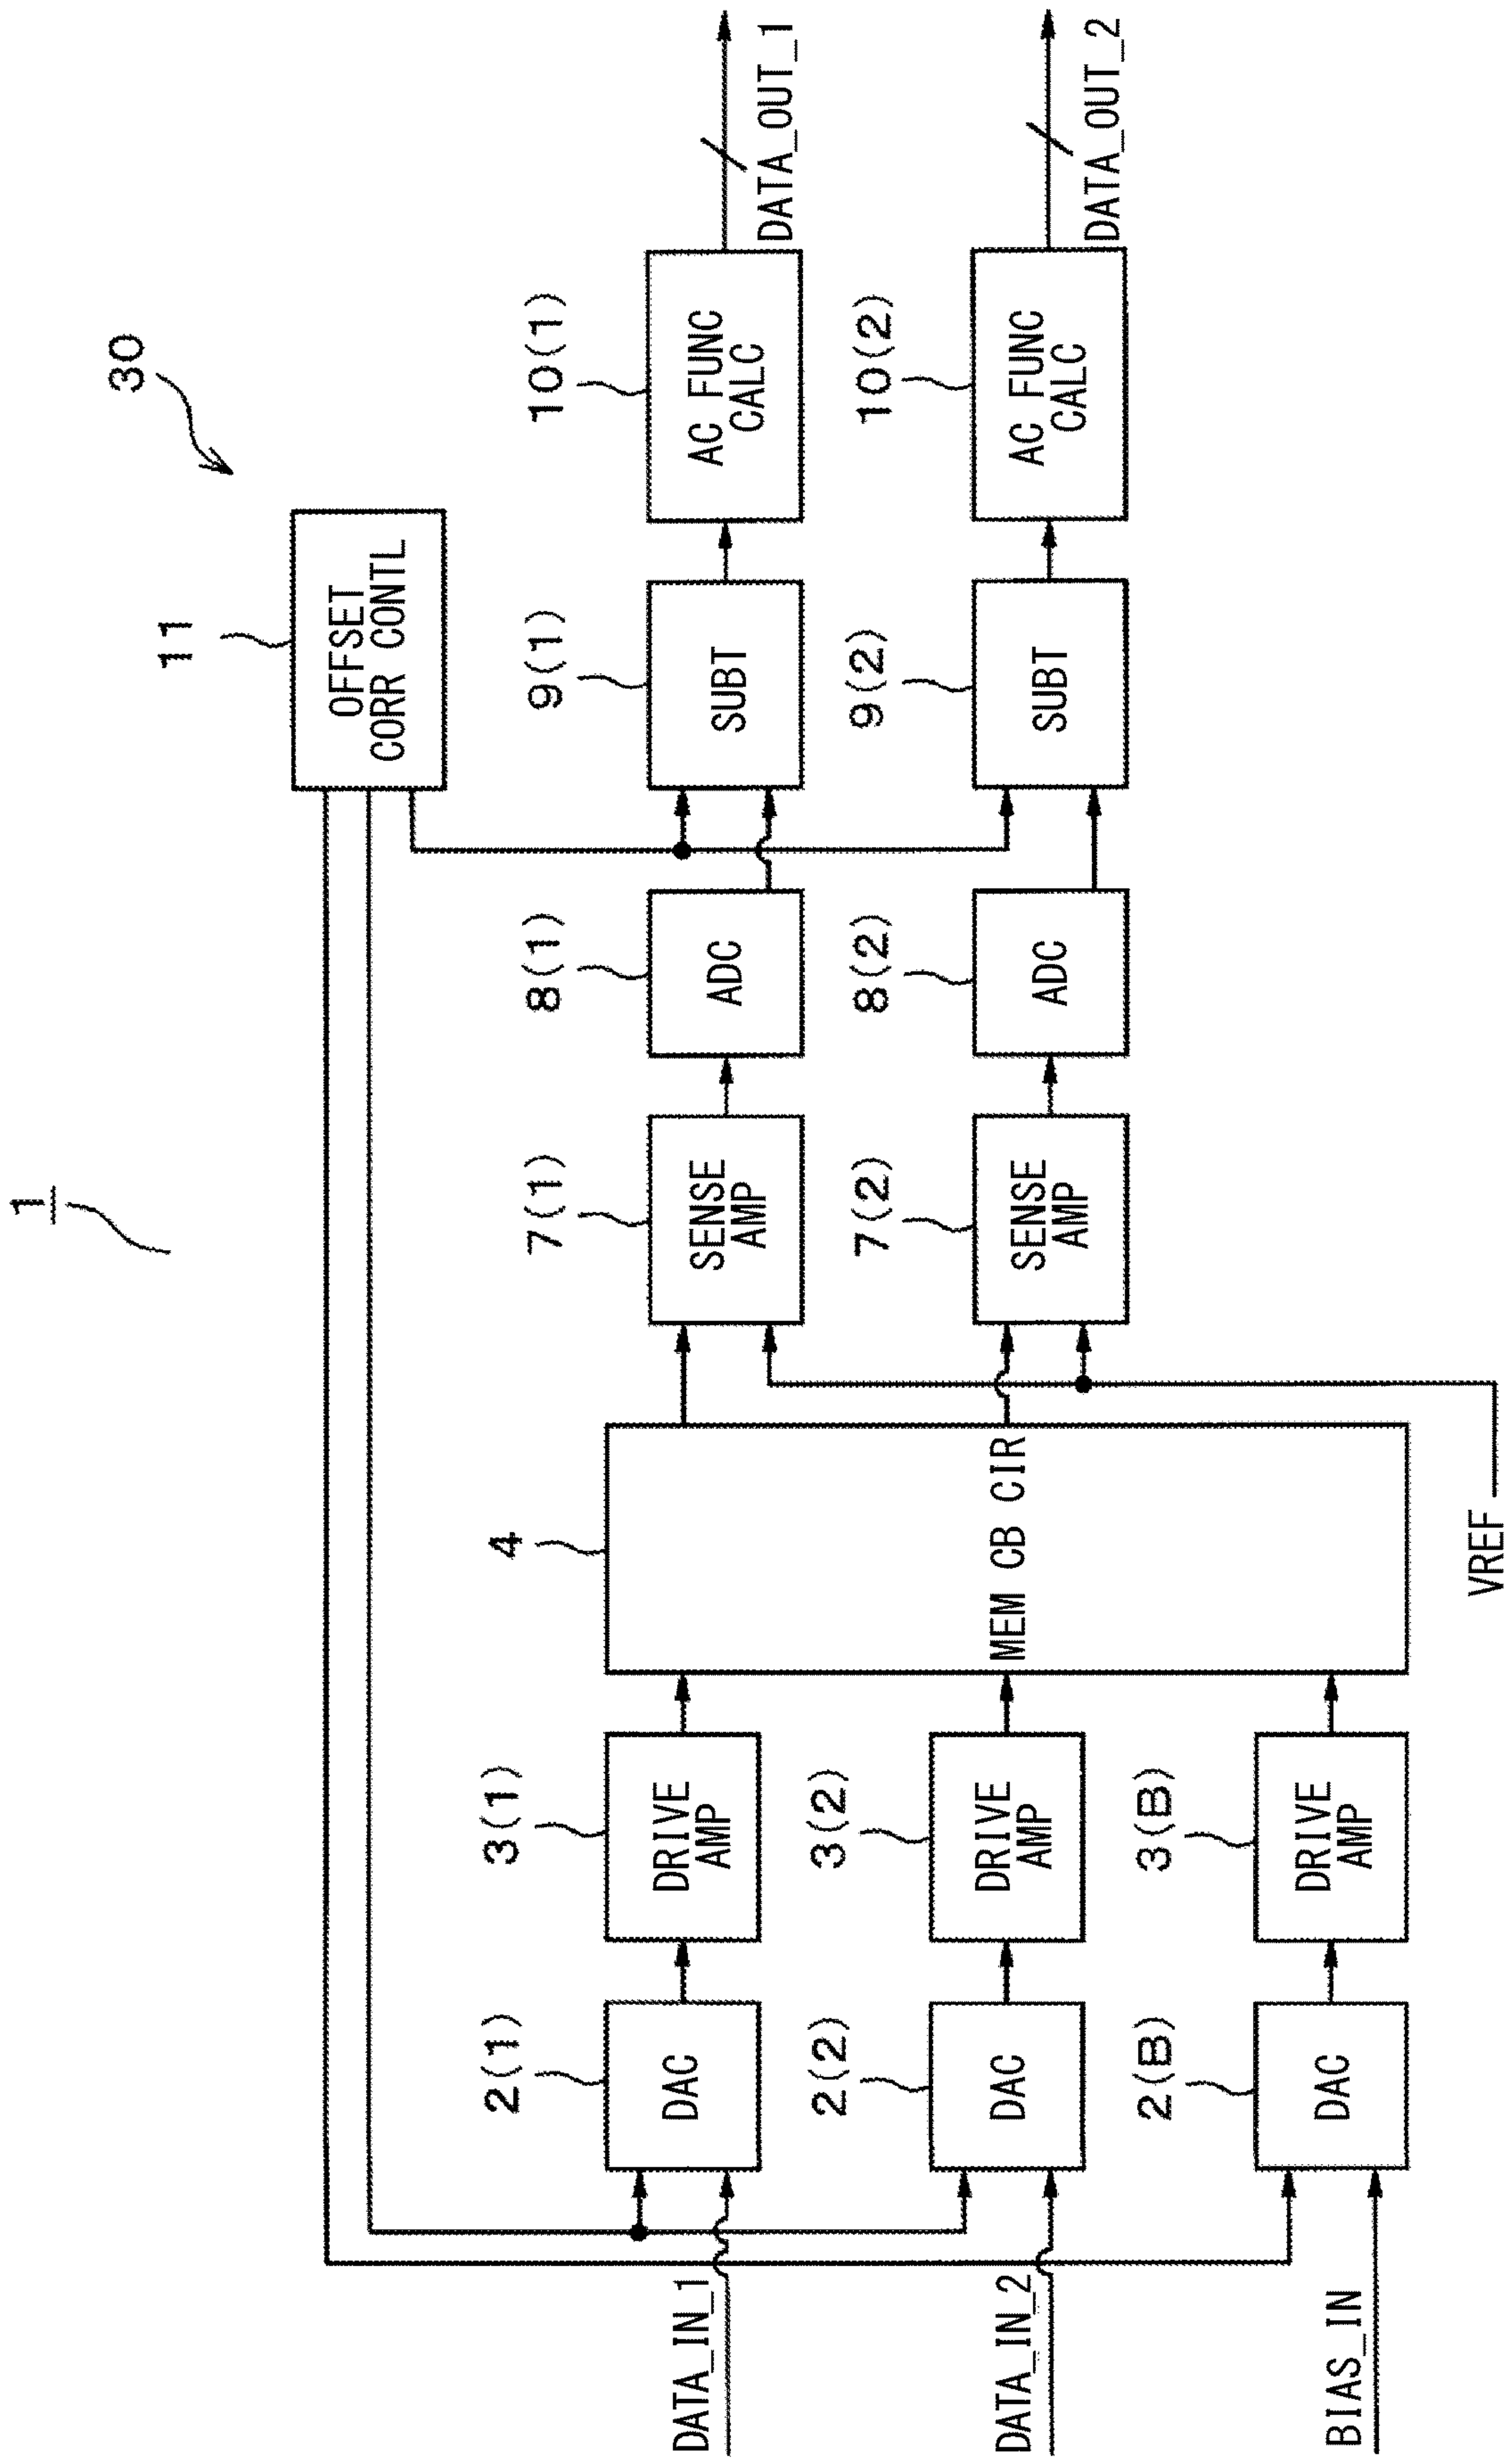 1
30
11
OFFSET
CORR CONTL
2(1)
DAC
3(1)
DRIVE
AMP
4
MEM CB CIR
7(1)
SENSE
AMP
8(1)
ADC
9(1)
SUBT
10(1)
AC FUNC
CALC
DATA_IN_1
DATA_OUT_1
2(2)
DAC
3(2)
DRIVE
AMP
7(2)
SENSE
AMP
8(2)
ADC
9(2)
SUBT
10(2)
AC FUNC
CALC
DATA_IN_2
DATA_OUT_2
2(B)
DAC
3(B)
DRIVE
AMP
BIAS_IN
VREF